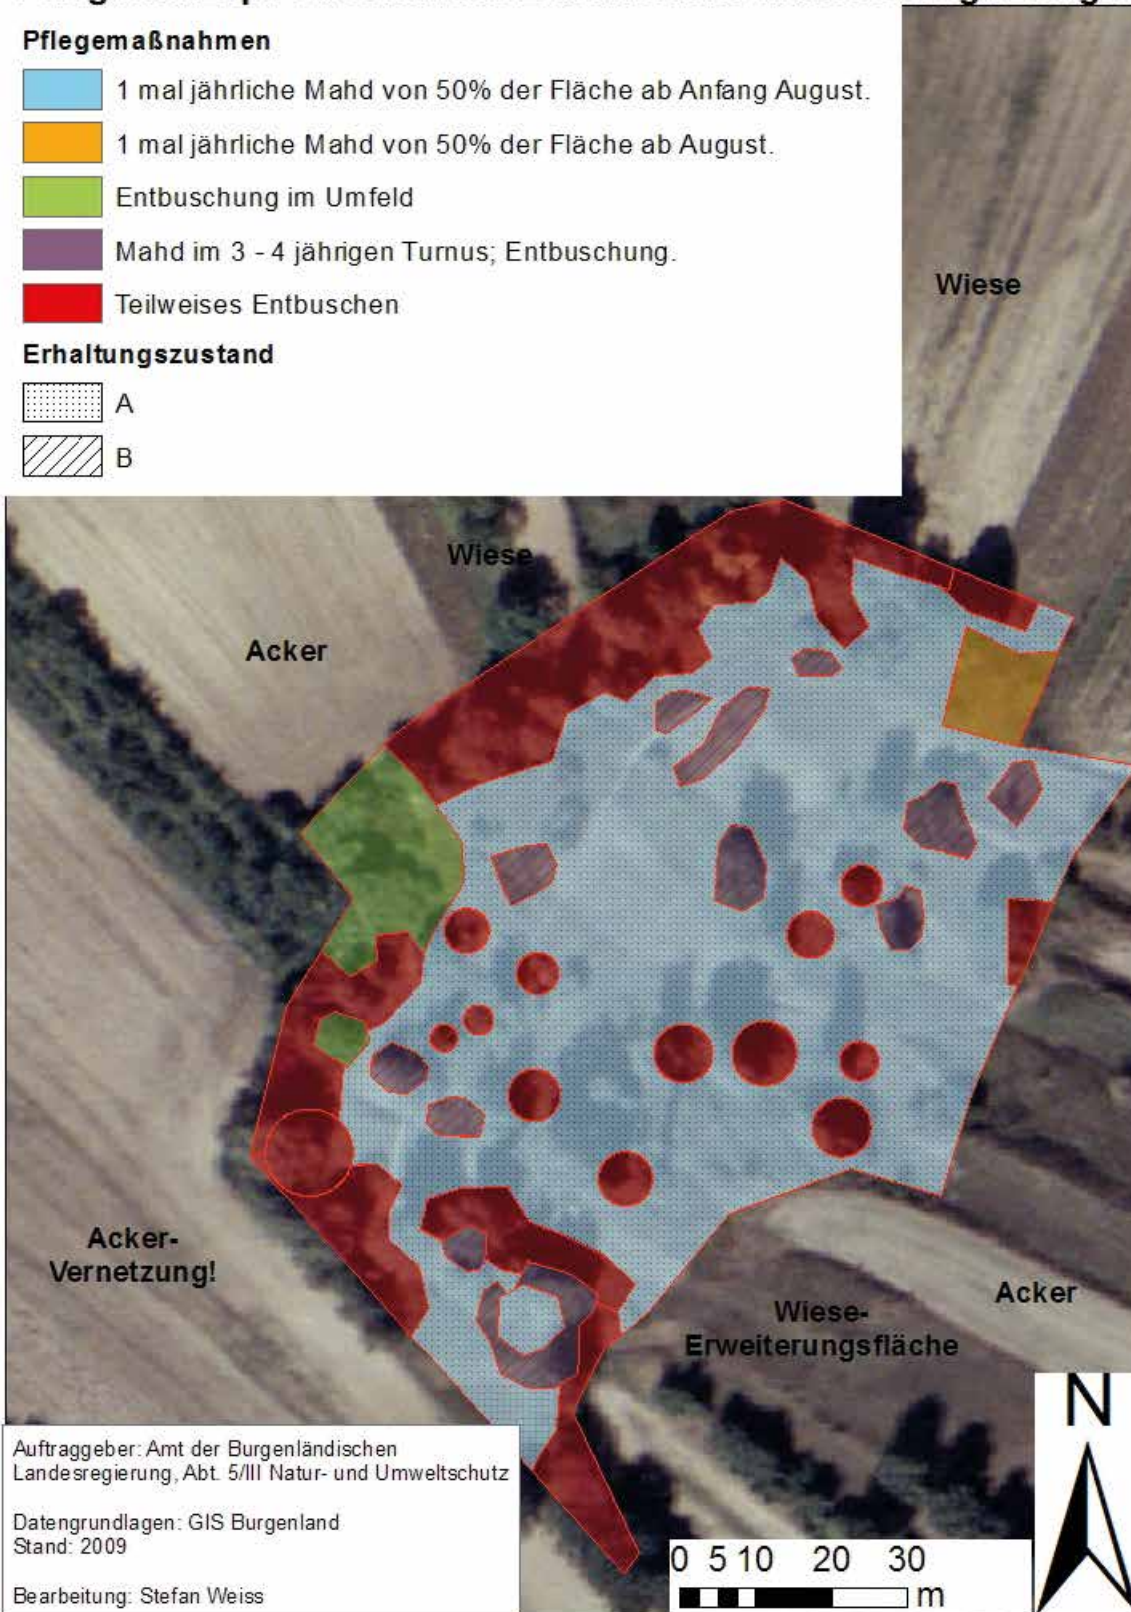 Pflegemaßnahmen
1 mal jährliche Mahd von 50% der Fläche ab Anfang August.
1 mal jährliche Mahd von 50% der Fläche ab August.
Entbuschung im Umfeld
Mahd im 3 - 4 jährigen Turnus; Entbuschung.
Teilweises Entbuschen
Erhaltungszustand
A
B
Wiese
Wiese
Acker
Acker-
Vernetzung!
Acker
Wiese-
Erweiterungsfläche
N
Auftraggeber: Amt der Burgenländischen
Landesregierung, Abt. 5/III Natur- und Umweltschutz
Datengrundlagen: GIS Burgenland
Stand: 2009
Bearbeitung: Stefan Weiss
0 5 10 20 30
m